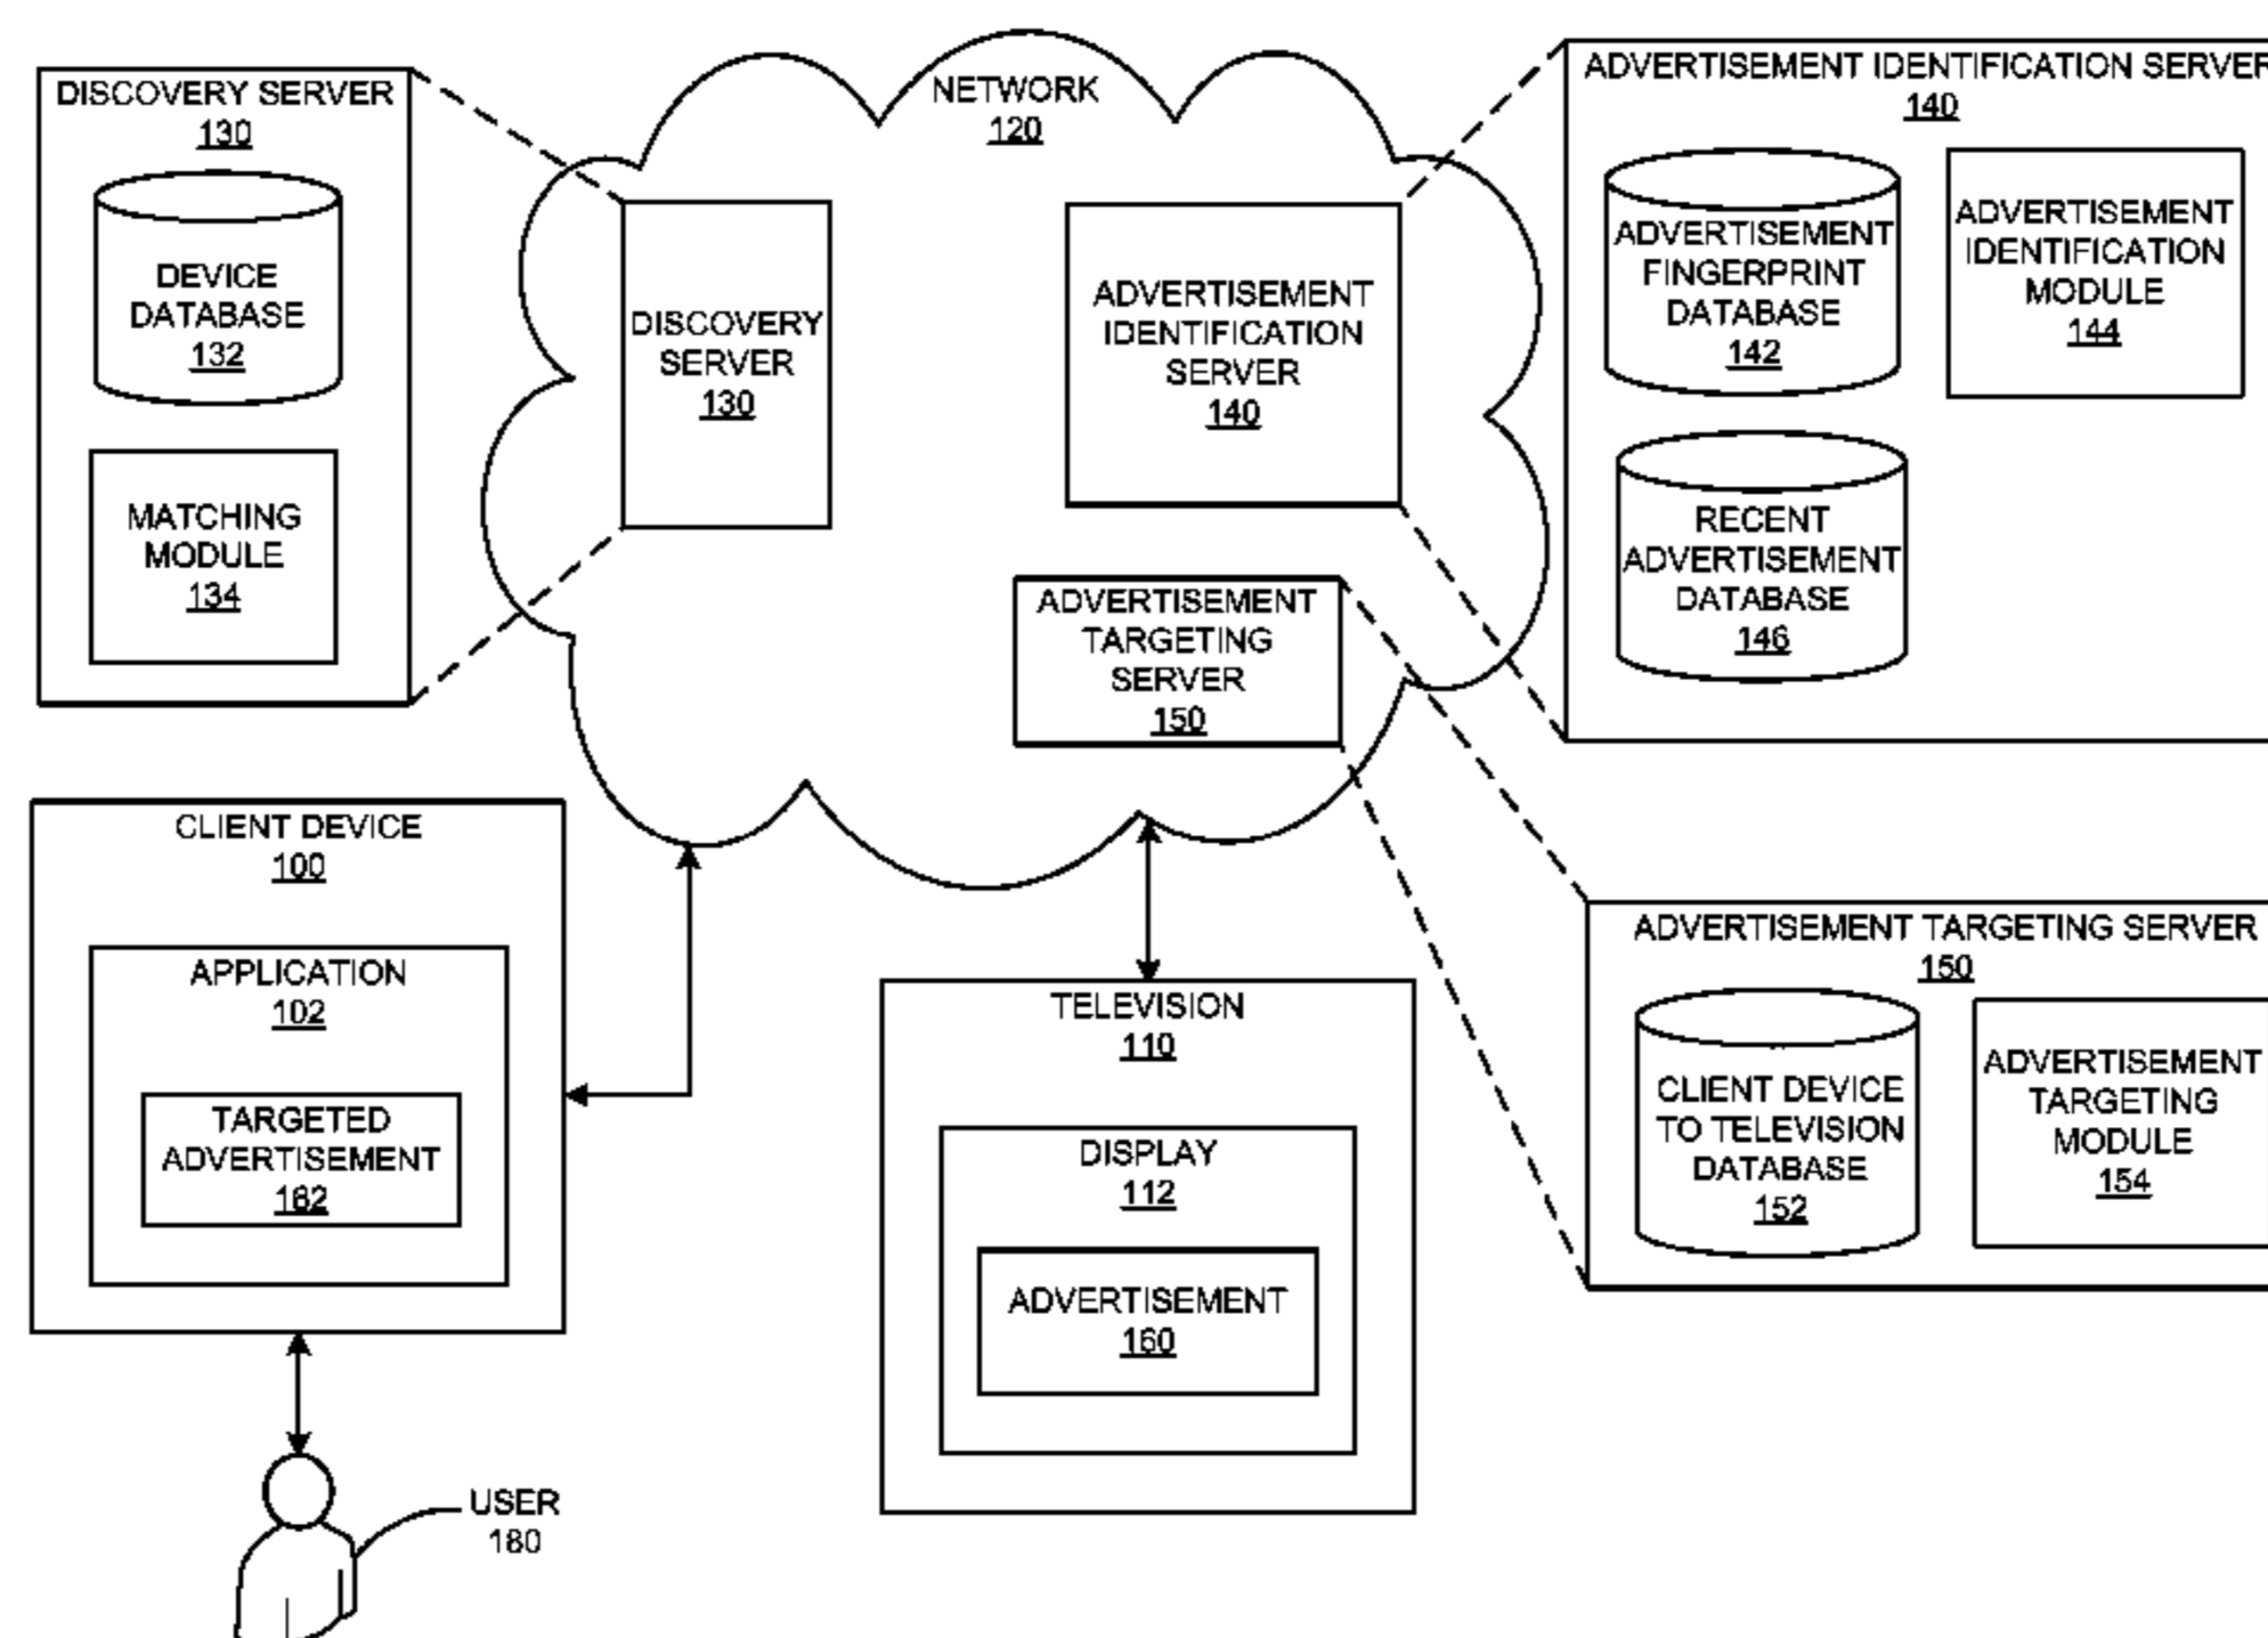 DISCOVERY SERVER
130
DEVICE
DATABASE
132
MATCHING
MODULE
134
NETWORK
120
DISCOVERY
SERVER
130
ADVERTISEMENT
IDENTIFICATION
SERVER
140
ADVERTISEMENT
TARGETING
SERVER
150
ADVERTISEMENT IDENTIFICATION SERVER
140
ADVERTISEMENT
FINGERPRINT
DATABASE
142
ADVERTISEMENT
IDENTIFICATION
MODULE
144
RECENT
ADVERTISEMENT
DATABASE
146
CLIENT DEVICE
100
APPLICATION
102
TARGETED
ADVERTISEMENT
162
TELEVISION
110
DISPLAY
112
ADVERTISEMENT
160
ADVERTISEMENT TARGETING SERVER
150
CLIENT DEVICE
TO TELEVISION
DATABASE
152
ADVERTISEMENT
TARGETING
MODULE
154
USER
180